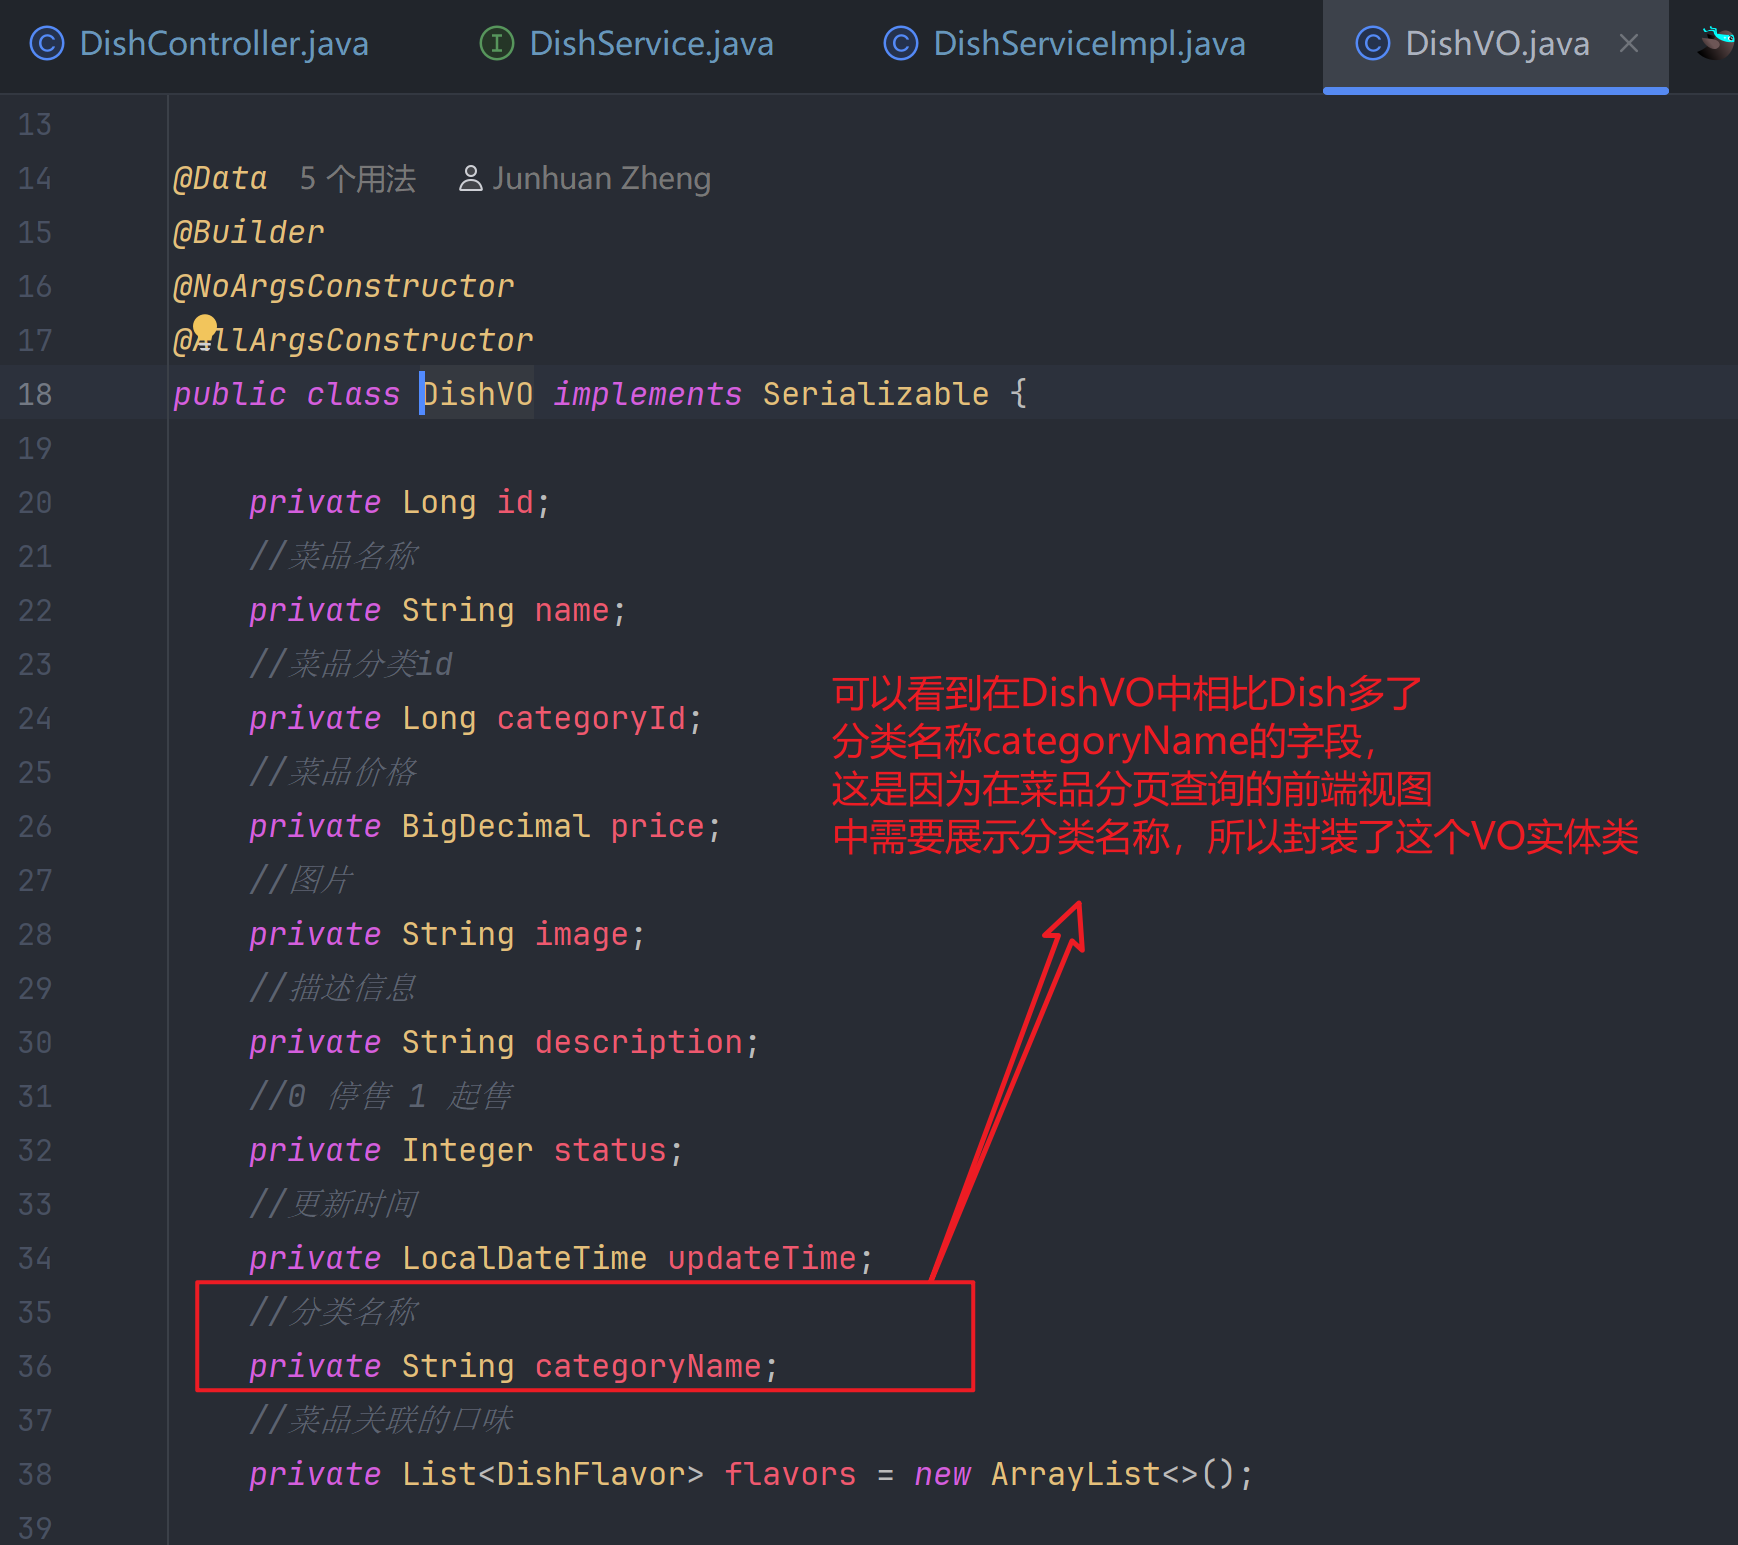 DishController.java DishService.java DishServiceImpl.java DishVO.java
13
14 @Data 5 个用法 Junhuan Zheng
15 @Builder
16 @NoArgsConstructor
17 @AllArgsConstructor
18 public class DishVO implements Serializable {
19
20 private Long id;
21 //菜品名称
22 private String name;
23 //菜品分类id
24 private Long categoryId;
25 //菜品价格
26 private BigDecimal price;
27 //图片
28 private String image;
29 //描述信息
30 private String description;
31 //0 停售 1 起售
32 private Integer status;
33 //更新时间
34 private LocalDateTime updateTime;
35 //分类名称
36 private String categoryName;
37 //菜品关联的口味
38 private List<DishFlavor> flavors = new ArrayList<>();
39
可以看到在DishVO中相比Dish多了
分类名称categoryName的字段，
这是因为在菜品分页查询的前端视图
中需要展示分类名称，所以封装了这个VO实体类